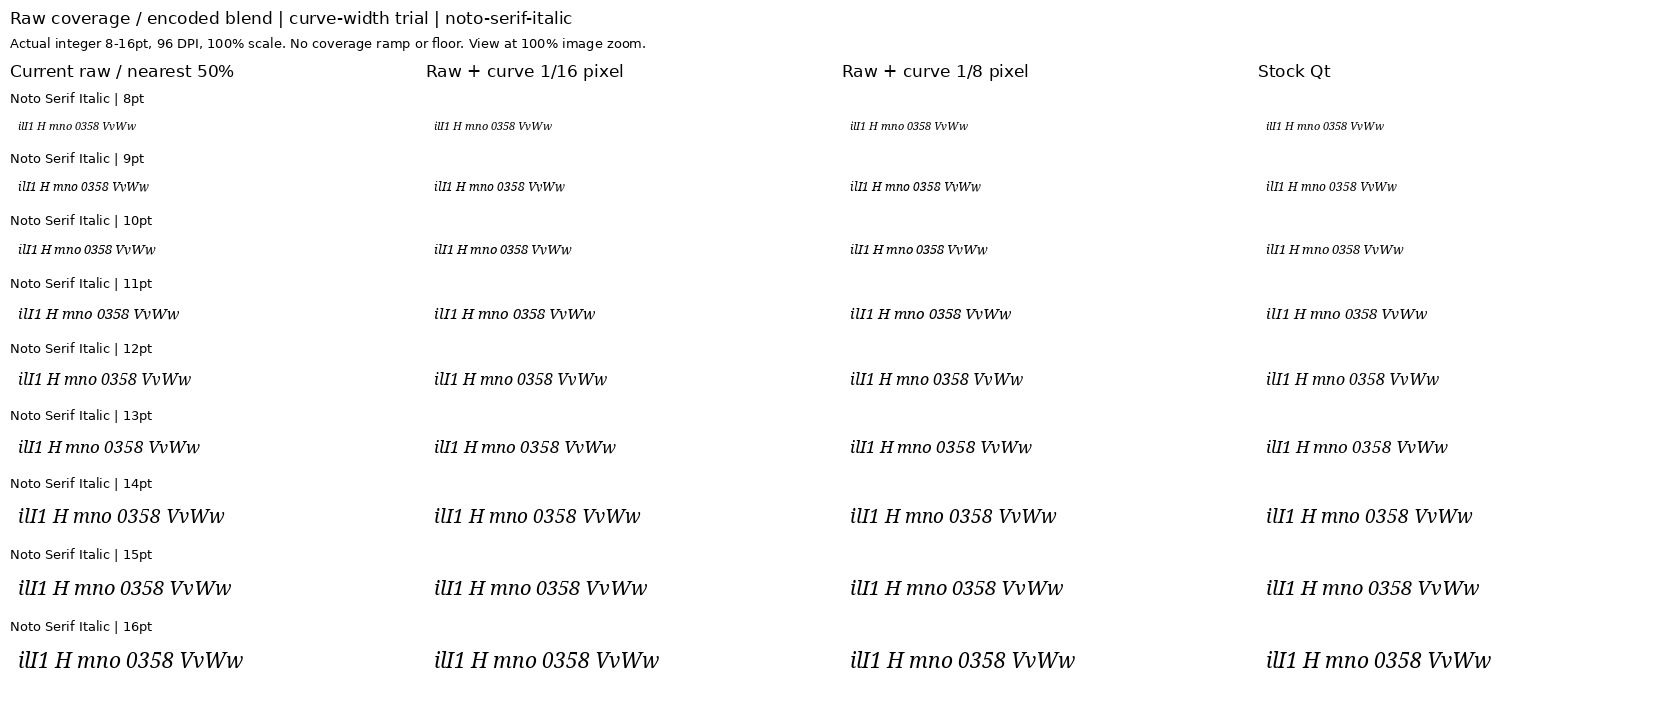 Raw coverage / encoded blend | curve-width trial | noto-serif-italic
Actual integer 8-16pt, 96 DPI, 100% scale. No coverage ramp or floor. View at 100% image zoom.
Current raw / nearest 50% Raw + curve 1/16 pixel Raw + curve 1/8 pixel Stock Qt
Noto Serif Italic | 8pt
ilI1 H mno 0358 VvWw ilI1 H mno 0358 VvWw ilI1 H mno 0358 VvWw ilI1 H mno 0358 VvWw
Noto Serif Italic | 9pt
ilI1 H mno 0358 VvWw ilI1 H mno 0358 VvWw ilI1 H mno 0358 VvWw ilI1 H mno 0358 VvWw
Noto Serif Italic | 10pt
ilI1 H mno 0358 VvWw ilI1 H mno 0358 VvWw ilI1 H mno 0358 VvWw ilI1 H mno 0358 VvWw
Noto Serif Italic | 11pt
ilI1 H mno 0358 VvWw ilI1 H mno 0358 VvWw ilI1 H mno 0358 VvWw ilI1 H mno 0358 VvWw
Noto Serif Italic | 12pt
ilI1 H mno 0358 VvWw ilI1 H mno 0358 VvWw ilI1 H mno 0358 VvWw ilI1 H mno 0358 VvWw
Noto Serif Italic | 13pt
ilI1 H mno 0358 VvWw ilI1 H mno 0358 VvWw ilI1 H mno 0358 VvWw ilI1 H mno 0358 VvWw
Noto Serif Italic | 14pt
ilI1 H mno 0358 VvWw ilI1 H mno 0358 VvWw ilI1 H mno 0358 VvWw ilI1 H mno 0358 VvWw
Noto Serif Italic | 15pt
ilI1 H mno 0358 VvWw ilI1 H mno 0358 VvWw ilI1 H mno 0358 VvWw ilI1 H mno 0358 VvWw
Noto Serif Italic | 16pt
ilI1 H mno 0358 VvWw ilI1 H mno 0358 VvWw ilI1 H mno 0358 VvWw ilI1 H mno 0358 VvWw